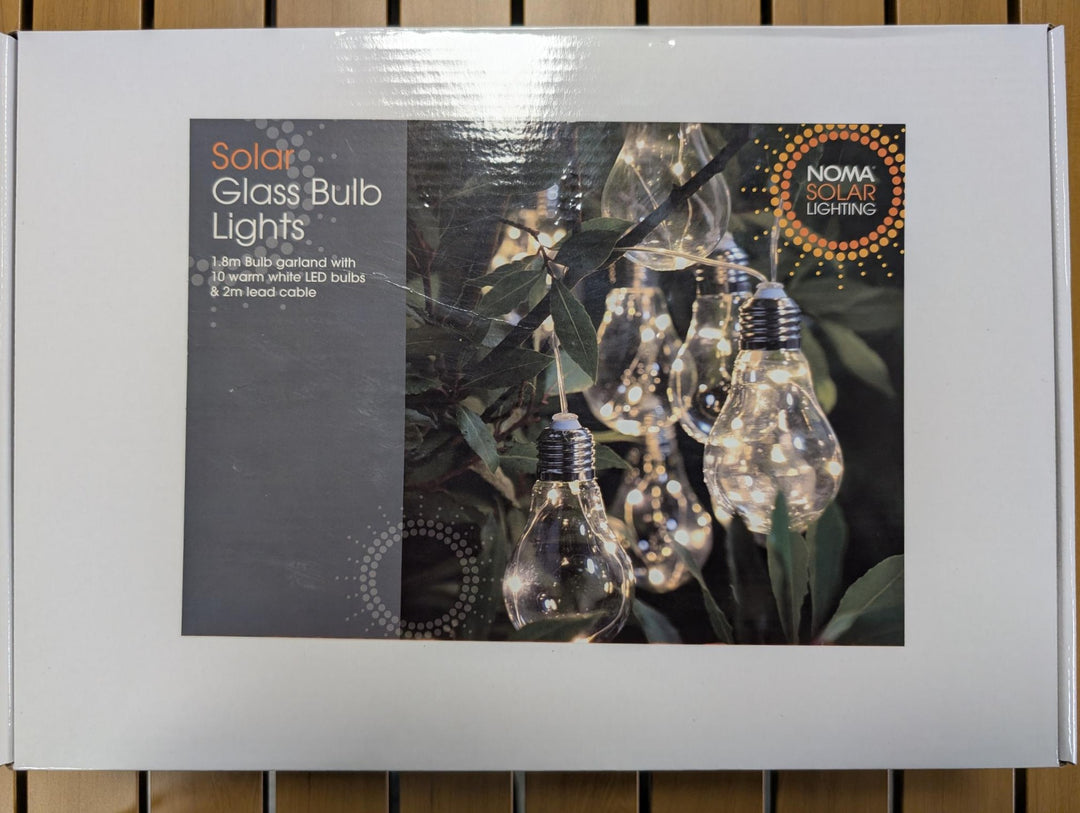 Solar
Glass Bulb
Lights
1.8m Bulb garland with
10 warm white LED bulbs
& 2m lead cable
NOMA®
SOLAR
LIGHTING